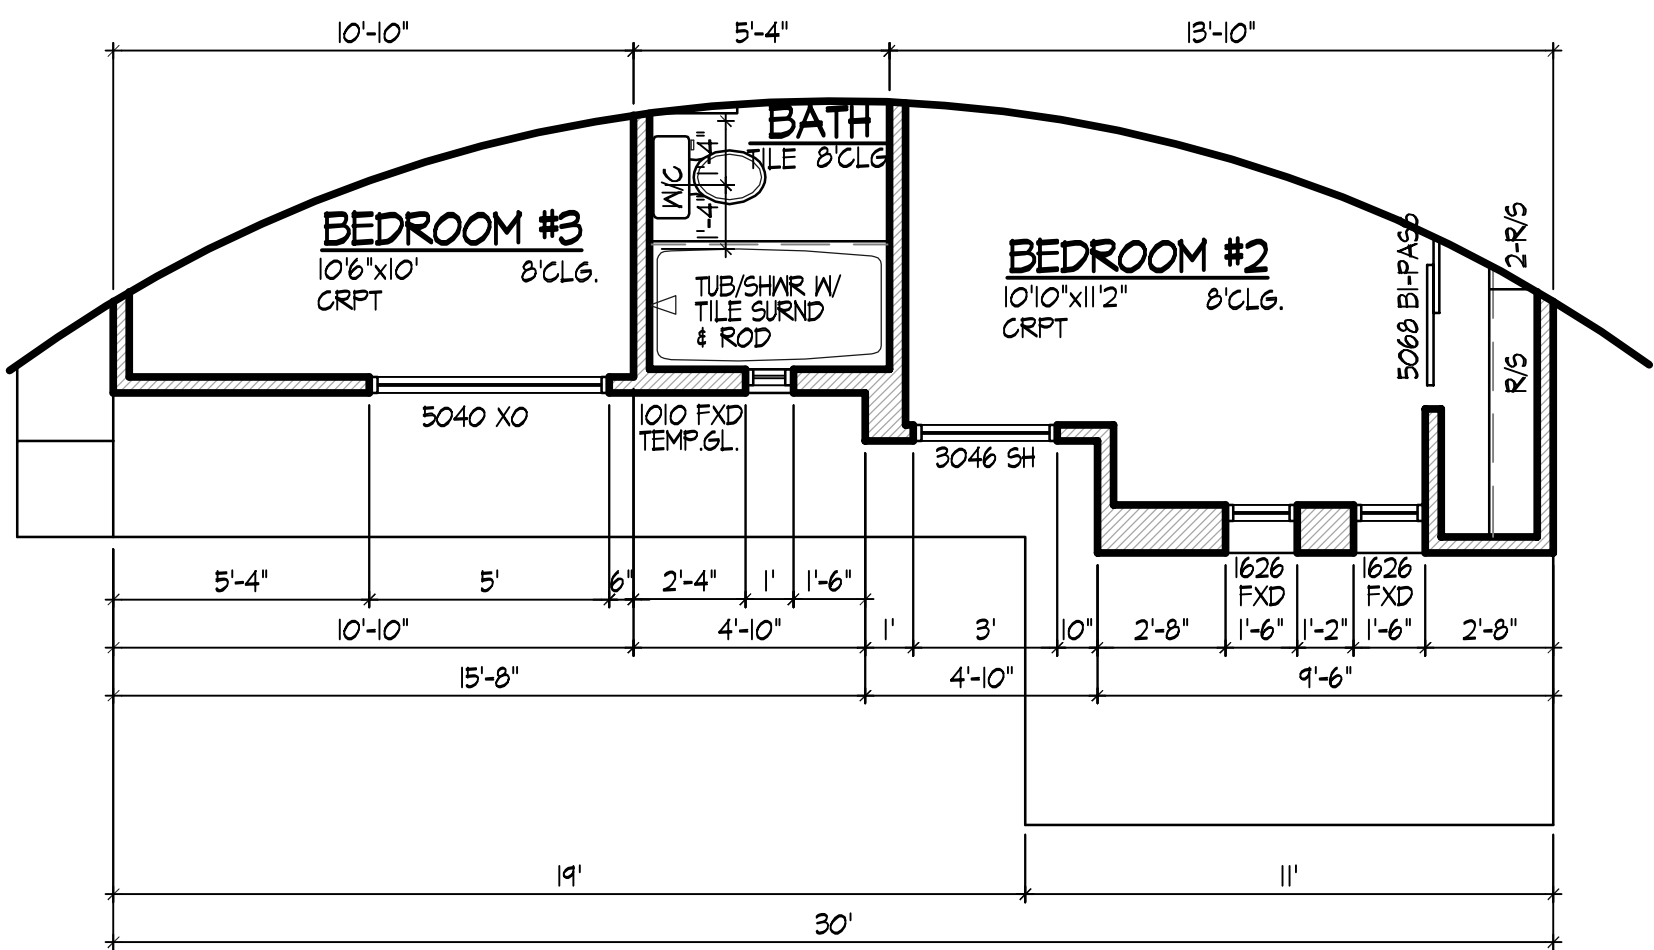 10'-10"
5'-4"
13'-10"
BATH
TILE 8'CLG
W/C
1'-4"
1'-4"
BEDROOM #3
10'6"x10' 8'CLG.
CRPT
TUB/SHWR W/
TILE SURND
& ROD
BEDROOM #2
10'10"x11'2" 8'CLG.
CRPT
5068 BI-PASS
2-R/S
R/S
5040 XO
1010 FXD
TEMP.GL.
3046 SH
1626
FXD
1626
FXD
5'-4" 5' 6" 2'-4" 1' 1'-6"
10'-10" 4'-10" 1' 3' 10" 2'-8" 1'-6" 1'-2" 1'-6" 2'-8"
15'-8" 4'-10" 9'-6"
19' 11'
30'